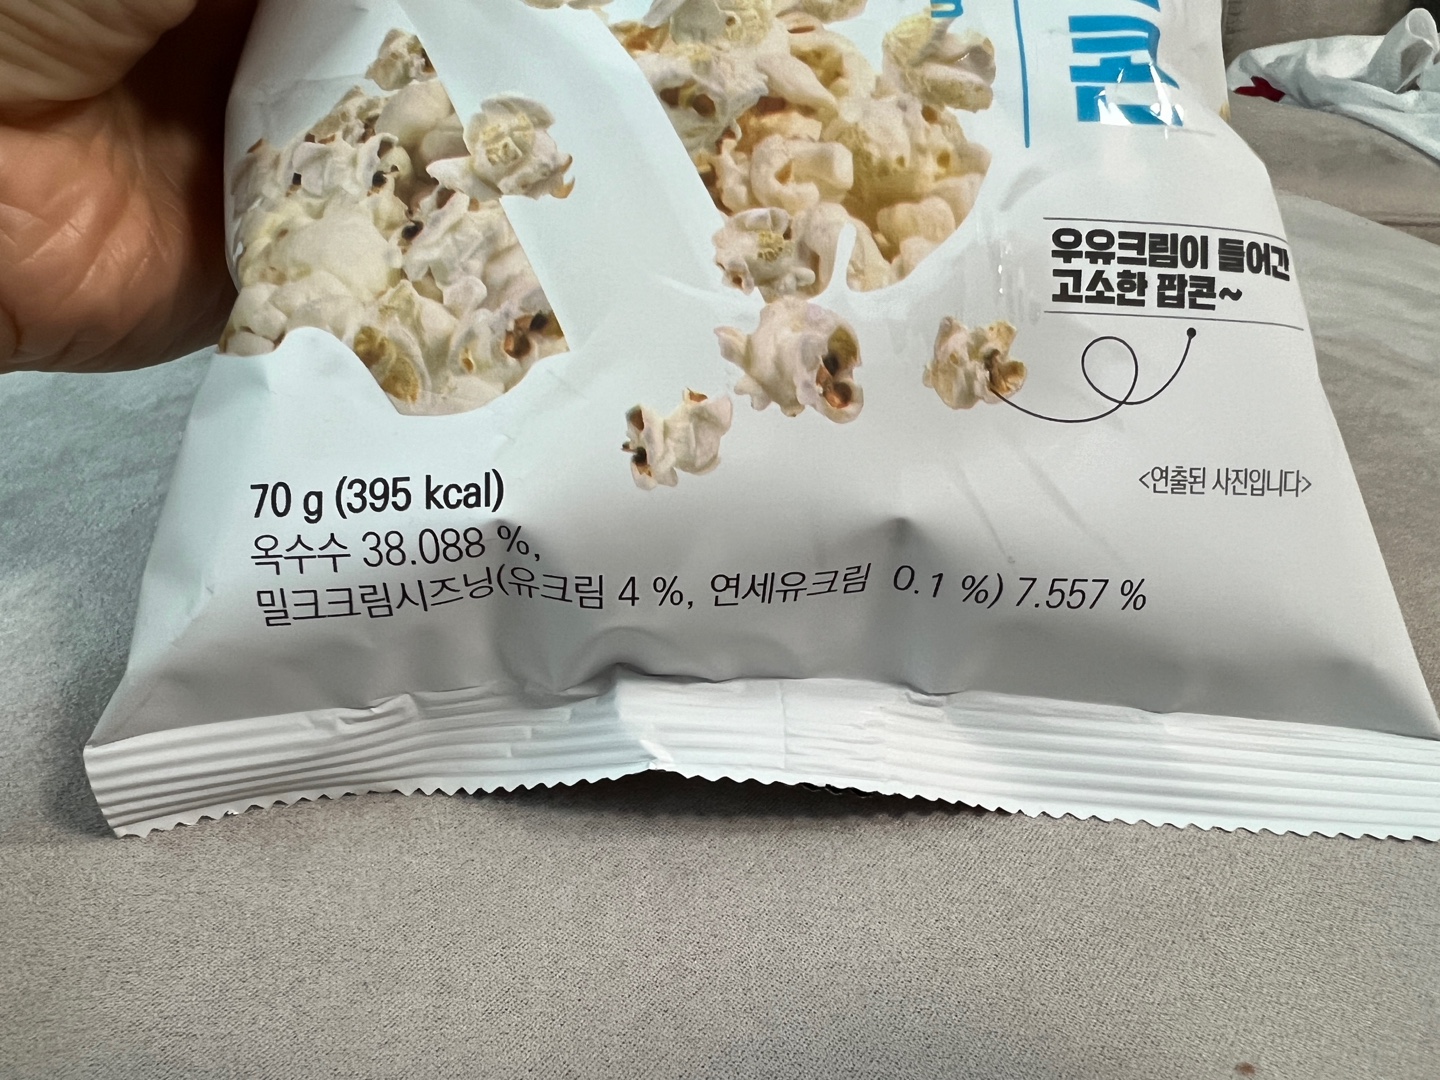 우유크림이 들어간
고소한 팝콘~
<연출된 사진입니다>
70 g (395 kcal)
옥수수 38.088 %,
밀크크림시즈닝(유크림 4 %, 연세유크림 0.1 %) 7.557 %